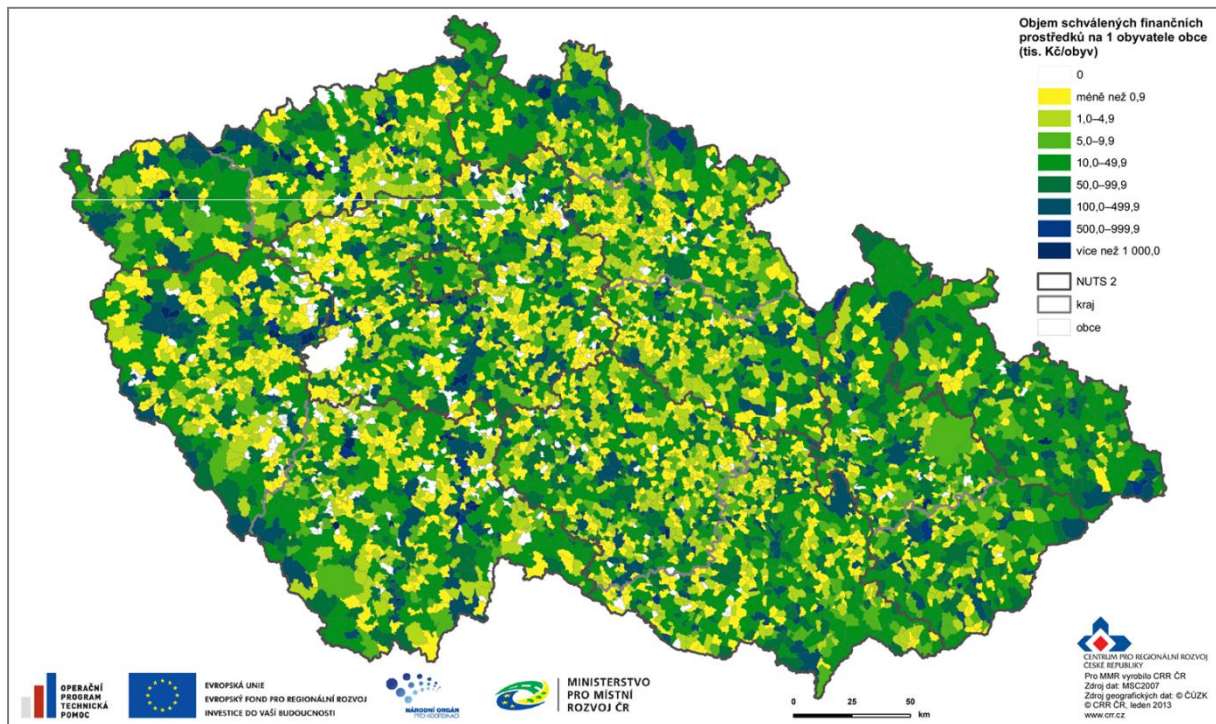 Objem schválených finančních
prostředků na 1 obyvatele obce
(tis. Kč/obyv)
0
méně než 0,9
1,0–4,9
5,0–9,9
10,0–49,9
50,0–99,9
100,0–499,9
500,0–999,9
více než 1 000,0
NUTS 2
kraj
obce
OPERAČNÍ
PROGRAM
TECHNICKÁ
POMOC
EVROPSKÁ UNIE
EVROPSKÝ FOND PRO REGIONÁLNÍ ROZVOJ
INVESTICE DO VAŠÍ BUDOUCNOSTI
NÁRODNÍ ORGÁN
PRO KOORDINACI
MINISTERSTVO
PRO MÍSTNÍ
ROZVOJ ČR
0 25 50
km
CENTRUM PRO REGIONÁLNÍ ROZVOJ
ČESKÉ REPUBLIKY
Pro MMR vyrobilo CRR ČR
Zdroj dat: MSC2007
Zdroj geografických dat: © ČÚZK
© CRR ČR, leden 2013
www.crr.cz